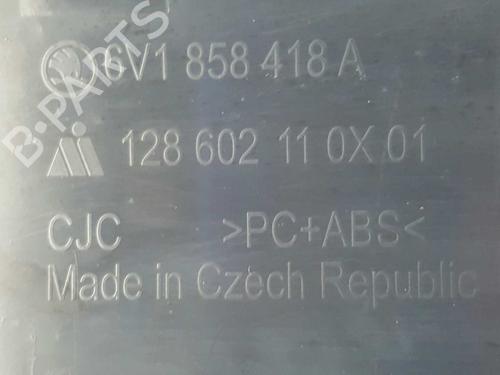 6V1 858 418 A
128 602 11 0X 01
CJC >PC+ABS<
Made in Czech Republic
B-PARTS